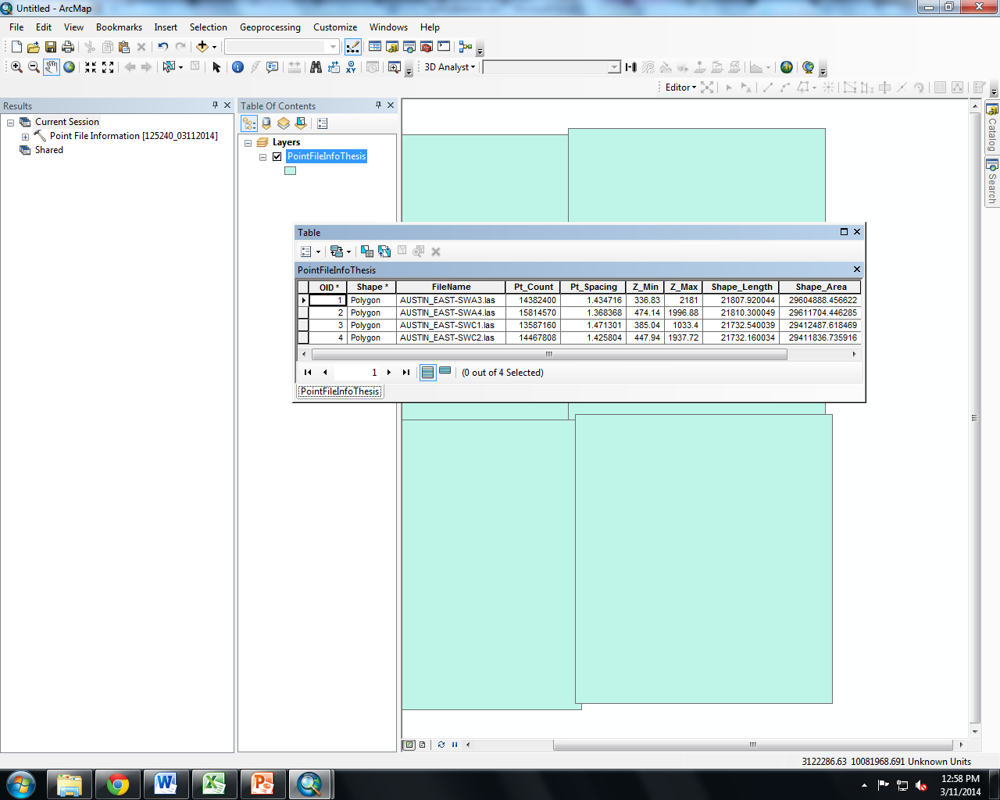 Untitled - ArcMap
File Edit View Bookmarks Insert Selection Geoprocessing Customize Windows Help
3D Analyst
Editor
Results
Current Session
Point File Information [125240_03112014]
Shared
Table Of Contents
Layers
PointFileInfoThesis
Catalog
Search
Table
PointFileInfoThesis
OID * Shape * FileName Pt_Count Pt_Spacing Z_Min Z_Max Shape_Length Shape_Area
1 Polygon AUSTIN_EAST-SWA3.las 14382400 1.434716 336.83 2181 21807.920044 29604888.456622
2 Polygon AUSTIN_EAST-SWA4.las 15814570 1.368368 474.14 1996.88 21810.300049 29611704.446285
3 Polygon AUSTIN_EAST-SWC1.las 13587160 1.471301 385.04 1033.4 21732.540039 29412487.618469
4 Polygon AUSTIN_EAST-SWC2.las 14467808 1.425804 447.94 1937.72 21732.160034 29411836.735916
1 (0 out of 4 Selected)
PointFileInfoThesis
3122286.63 10081968.691 Unknown Units
12:58 PM
3/11/2014